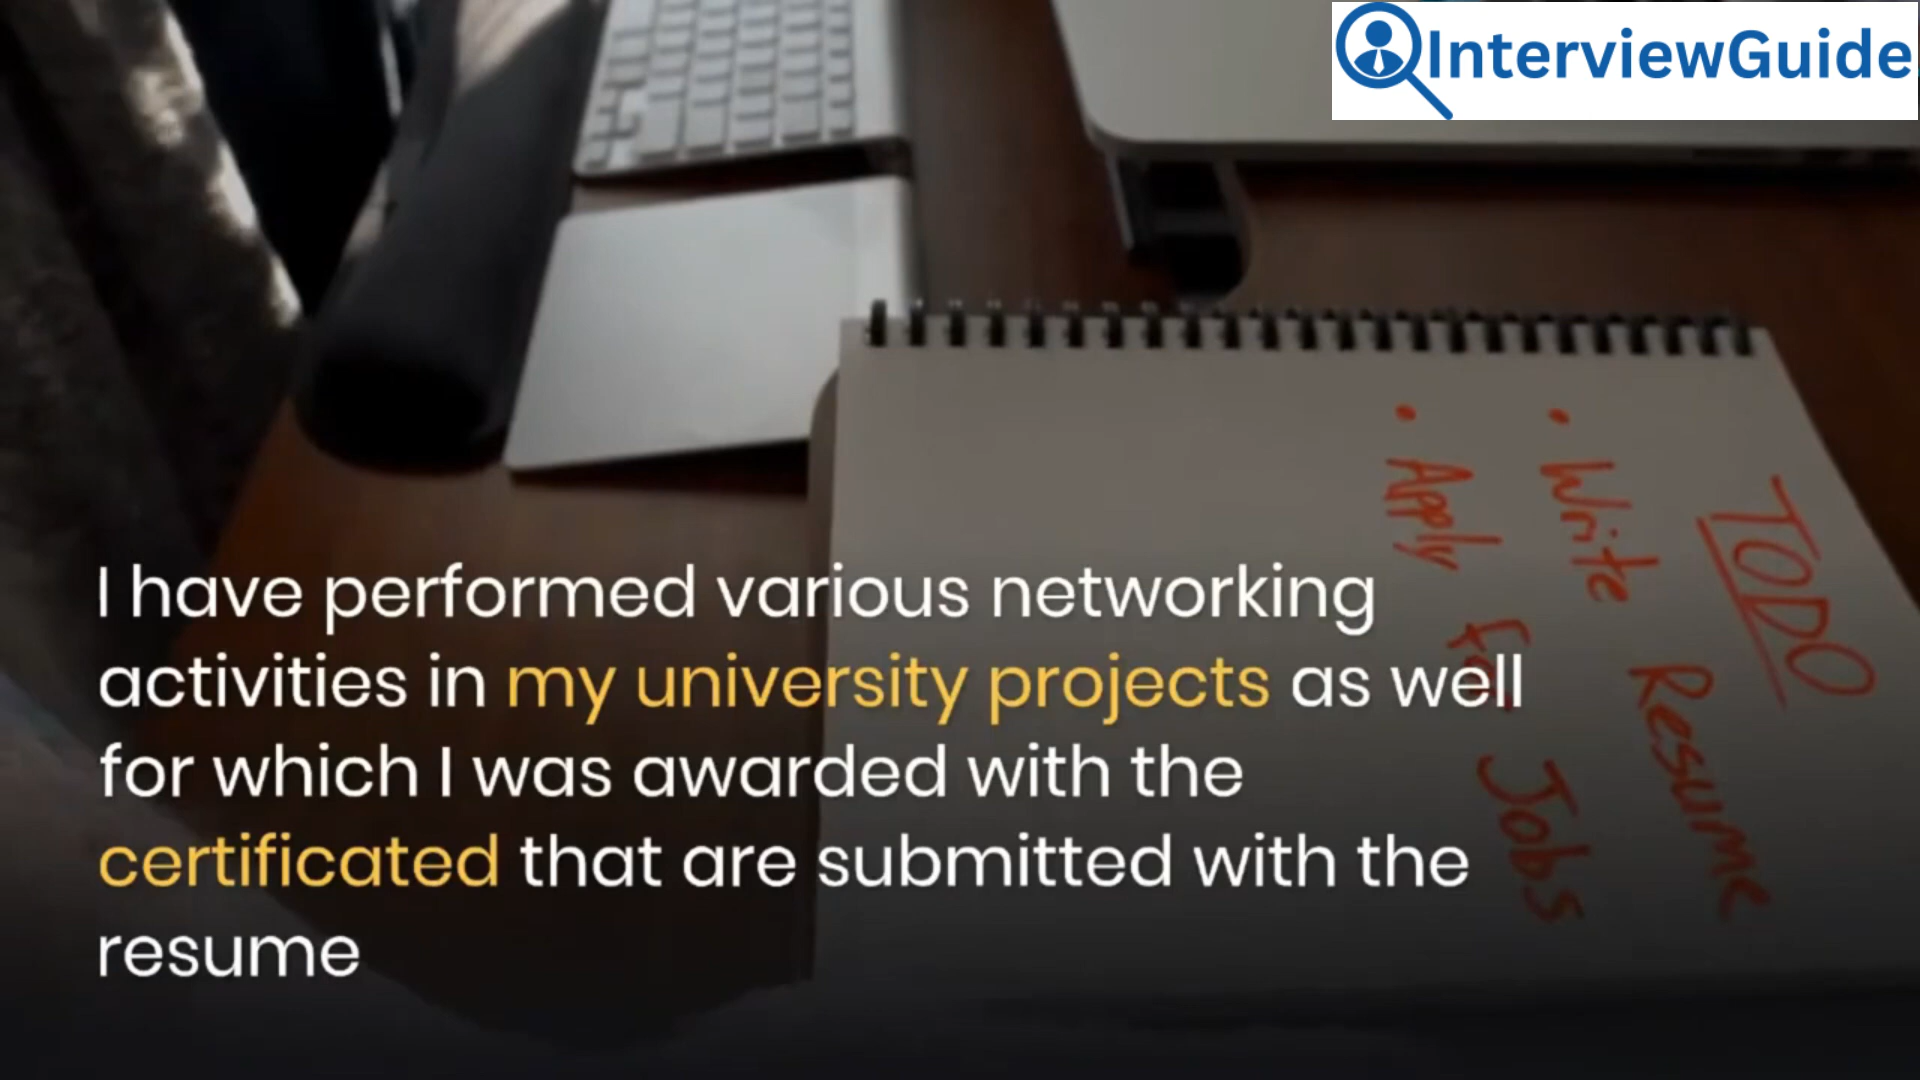 InterviewGuide
TODO
• Write Resume
• Apply For Jobs
I have performed various networking
activities in my university projects as well
for which I was awarded with the
certificated that are submitted with the
resume